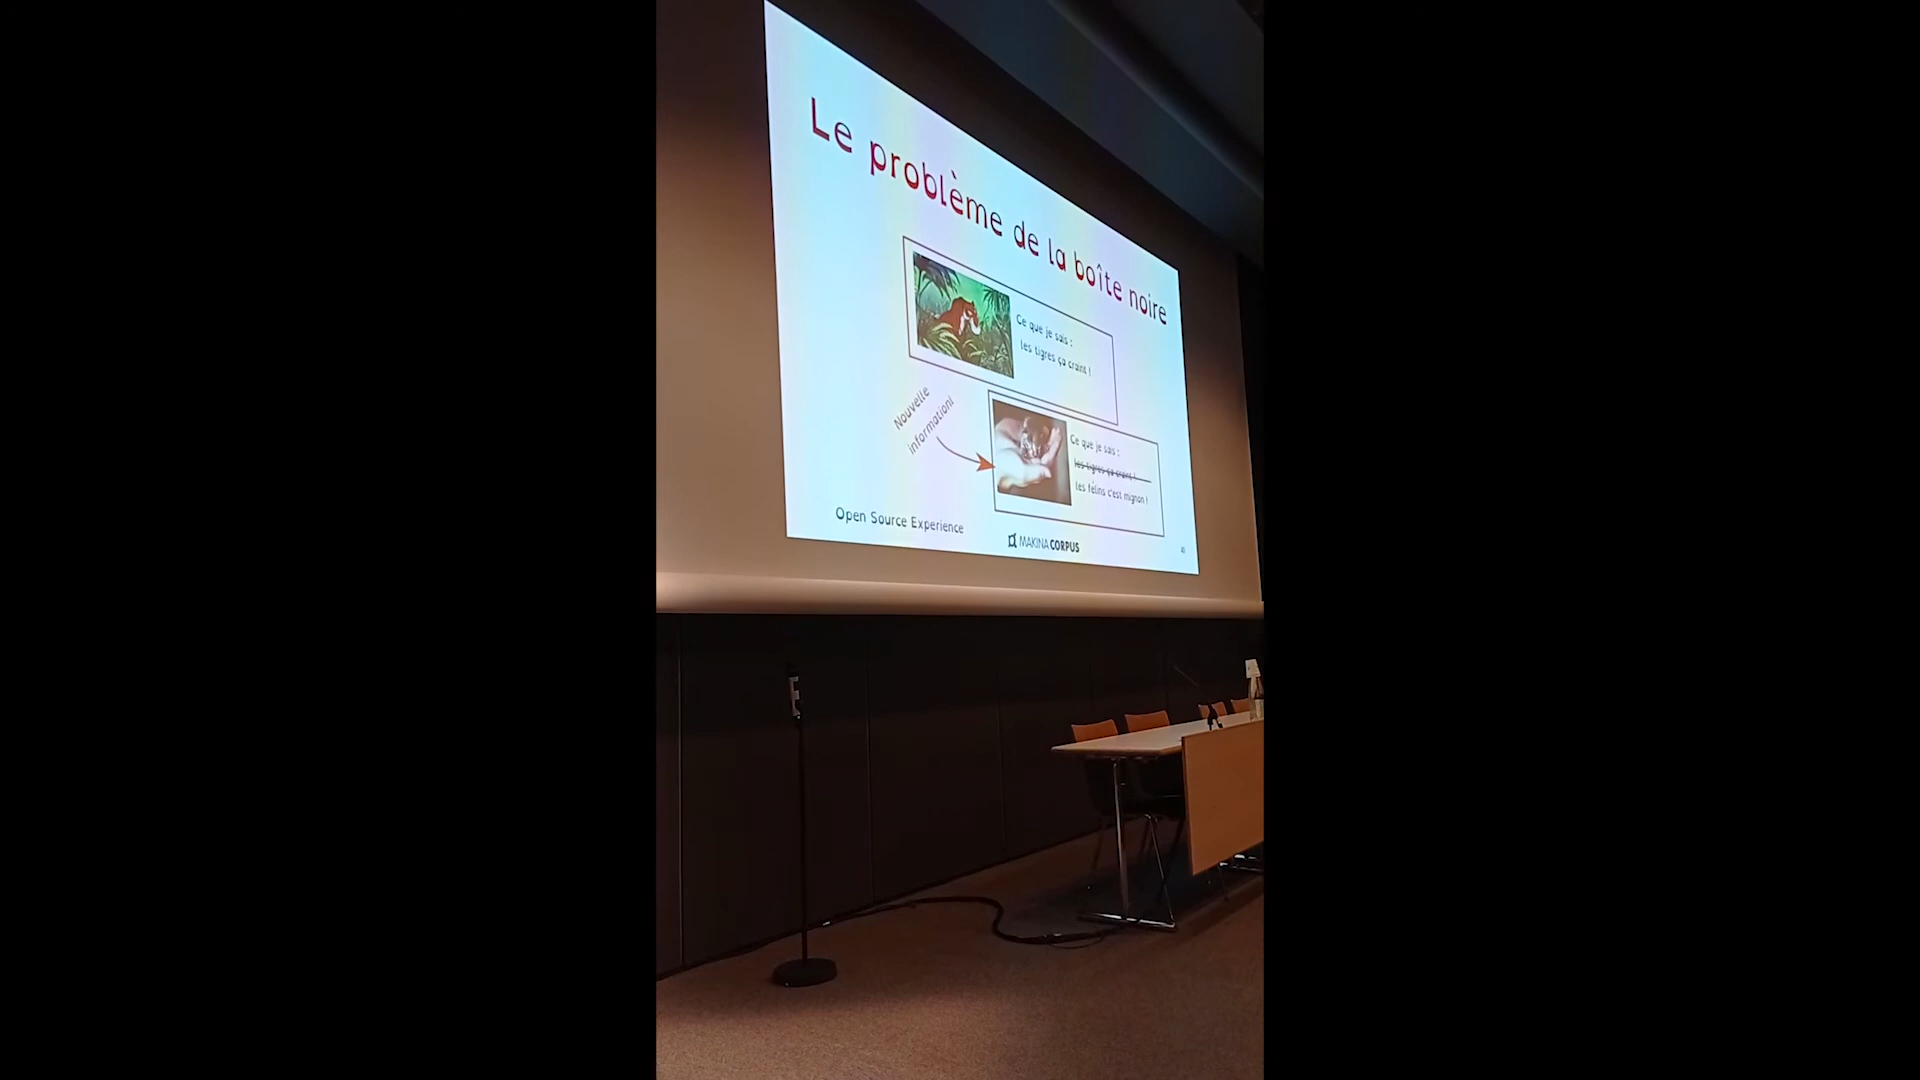 Le problème de la boîte noire
Ce que je sais :
les tigres ça craint !
Nouvelle
information!
Ce que je sais :
les tigres ça craint !
les félins c'est mignon !
Open Source Experience
MAKINA CORPUS